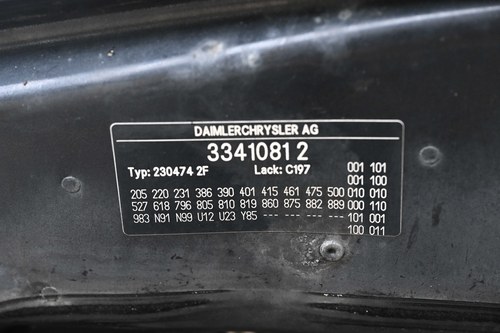 DAIMLERCHRYSLER AG
3341081 2
Typ: 230474 2F Lack: C197
001 101
001 100
205 220 231 386 390 401 415 461 475 500 010 010
527 618 796 805 810 819 860 875 882 889 000 110
983 N91 N99 U12 U23 Y85 --- --- --- --- 101 001
100 011